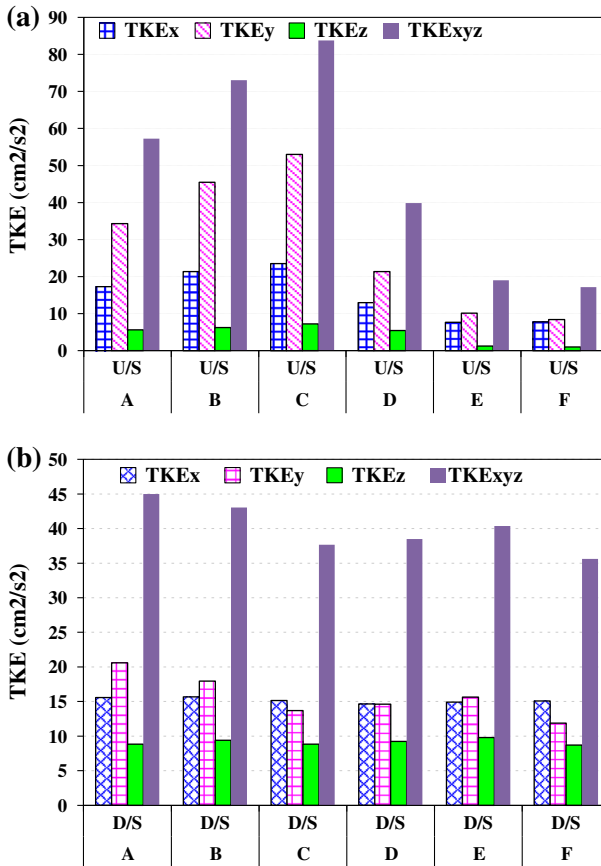 (a)
90
80
70
60
50
40
30
20
10
0
TKE (cm2/s2)
TKEx TKEy TKEz TKExyz
U/S U/S U/S U/S U/S U/S
A B C D E F
(b)
50
45
40
35
30
25
20
15
10
5
0
TKE (cm2/s2)
TKEx TKEy TKEz TKExyz
D/S D/S D/S D/S D/S D/S
A B C D E F